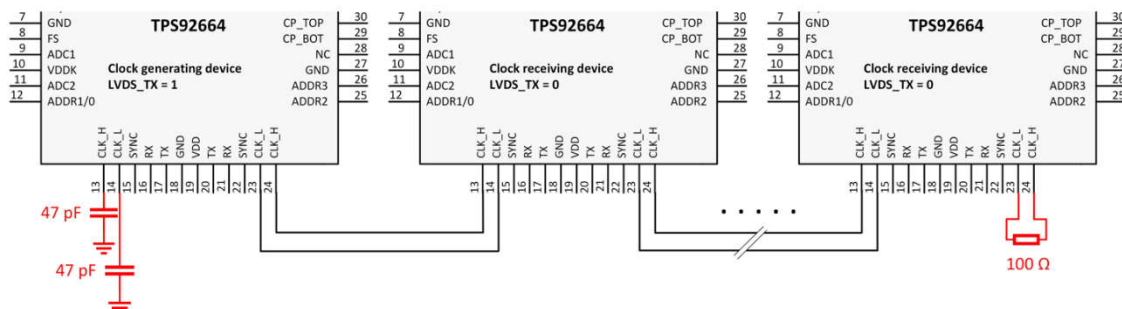 7 GND
8 FS
9 ADC1
10 VDDK
11 ADC2
12 ADDR1/0
TPS92664
Clock generating device
LVDS_TX = 1
CP_TOP 30
CP_BOT 29
NC 28
GND 27
ADDR3 26
ADDR2 25
CLK_H CLK_L SYNC RX TX GND VDD TX RX SYNC CLK_L CLK_H
13 14 15 16 17 18 19 20 21 22 23 24
47 pF
47 pF
7 GND
8 FS
9 ADC1
10 VDDK
11 ADC2
12 ADDR1/0
TPS92664
Clock receiving device
LVDS_TX = 0
CP_TOP 30
CP_BOT 29
NC 28
GND 27
ADDR3 26
ADDR2 25
CLK_H CLK_L SYNC RX TX GND VDD TX RX SYNC CLK_L CLK_H
13 14 15 16 17 18 19 20 21 22 23 24
. . . . .
7 GND
8 FS
9 ADC1
10 VDDK
11 ADC2
12 ADDR1/0
TPS92664
Clock receiving device
LVDS_TX = 0
CP_TOP 30
CP_BOT 29
NC 28
GND 27
ADDR3 26
ADDR2 25
CLK_H CLK_L SYNC RX TX GND VDD TX RX SYNC CLK_L CLK_H
13 14 15 16 17 18 19 20 21 22 23 24
100 Ω